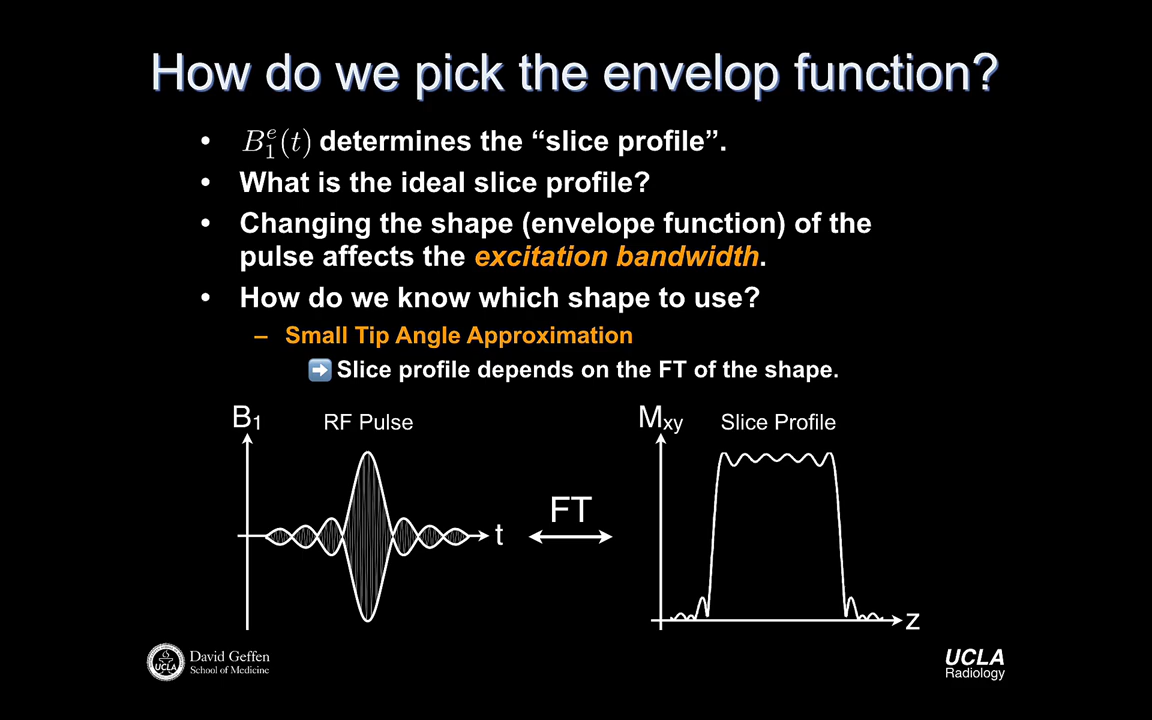 How do we pick the envelop function?
• B₁ᵉ(t) determines the “slice profile”.
• What is the ideal slice profile?
• Changing the shape (envelope function) of the
pulse affects the excitation bandwidth.
• How do we know which shape to use?
– Small Tip Angle Approximation
➡ Slice profile depends on the FT of the shape.
B₁ RF Pulse
t
FT
Mxy Slice Profile
z
UCLA
David Geffen
School of Medicine
UCLA
Radiology